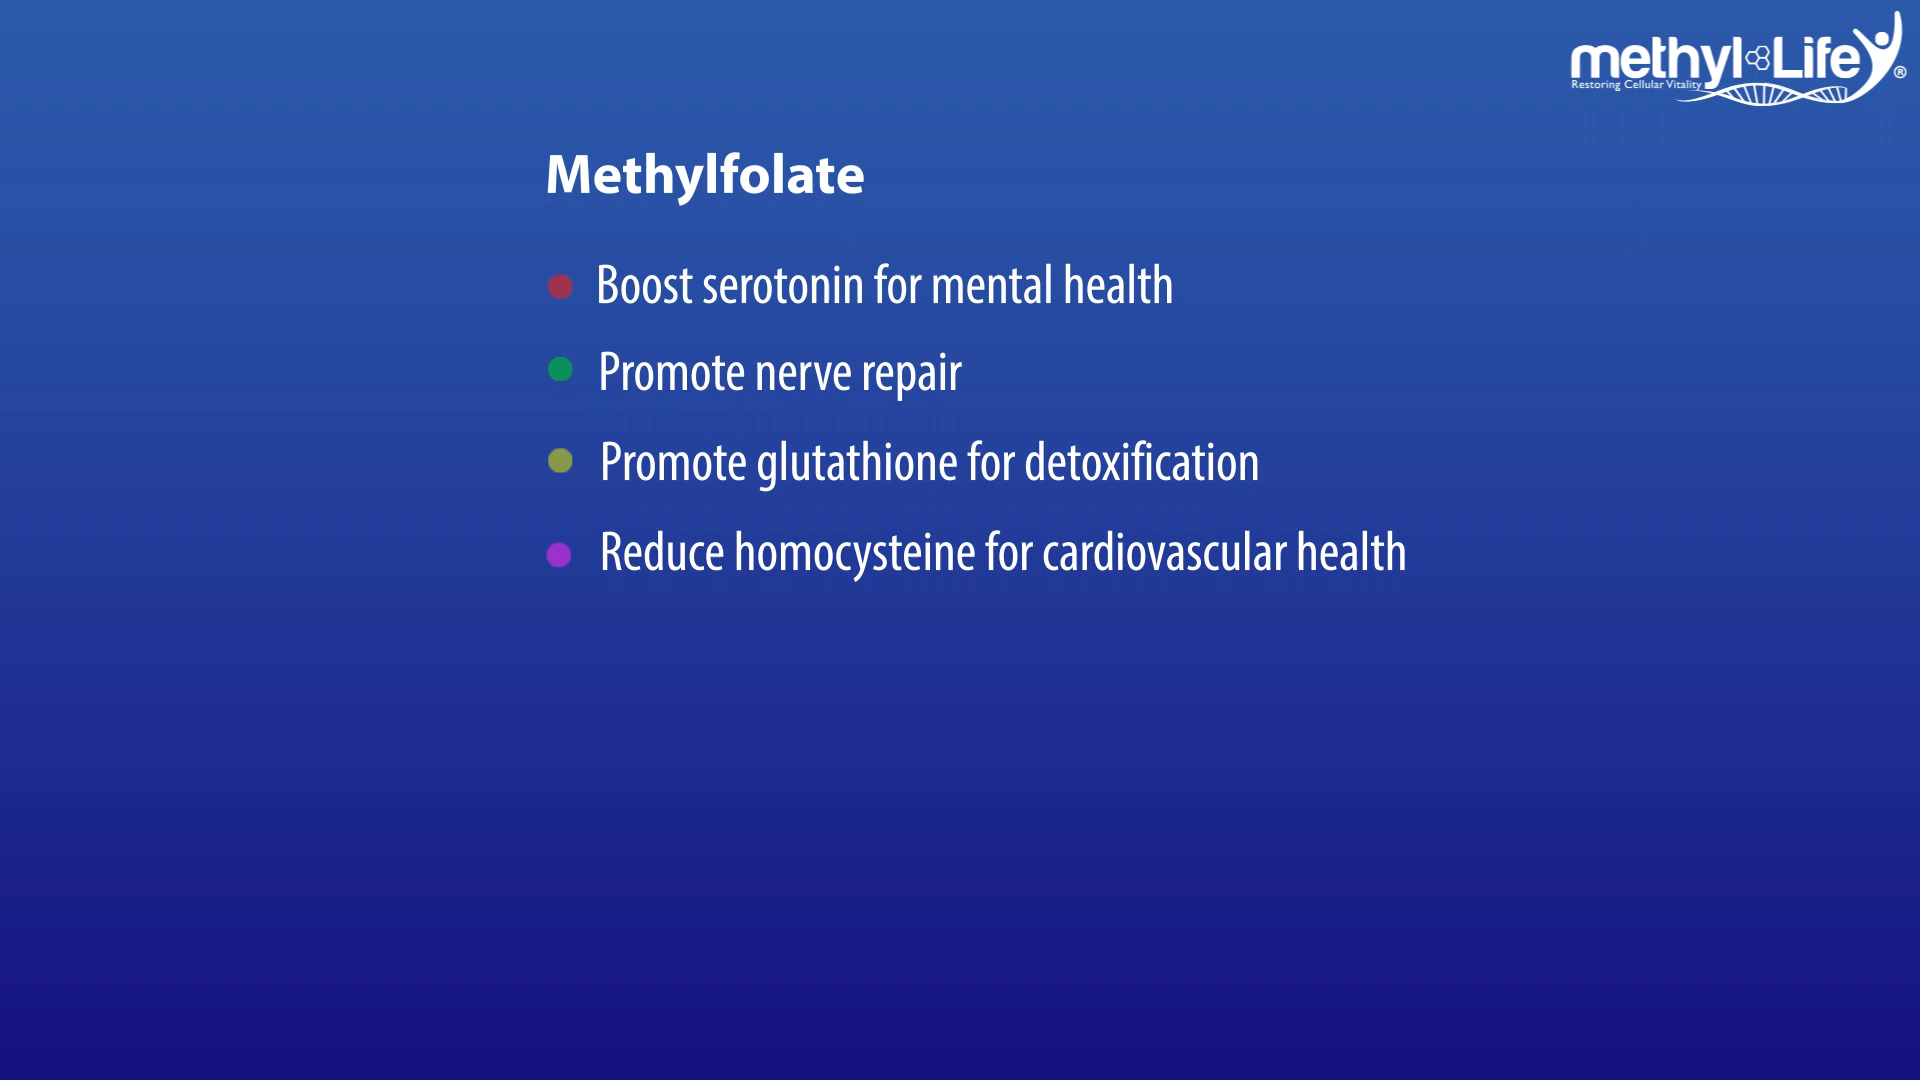 methyl Life ®
Restoring Cellular Vitality
Methylfolate
Boost serotonin for mental health
Promote nerve repair
Promote glutathione for detoxification
Reduce homocysteine for cardiovascular health